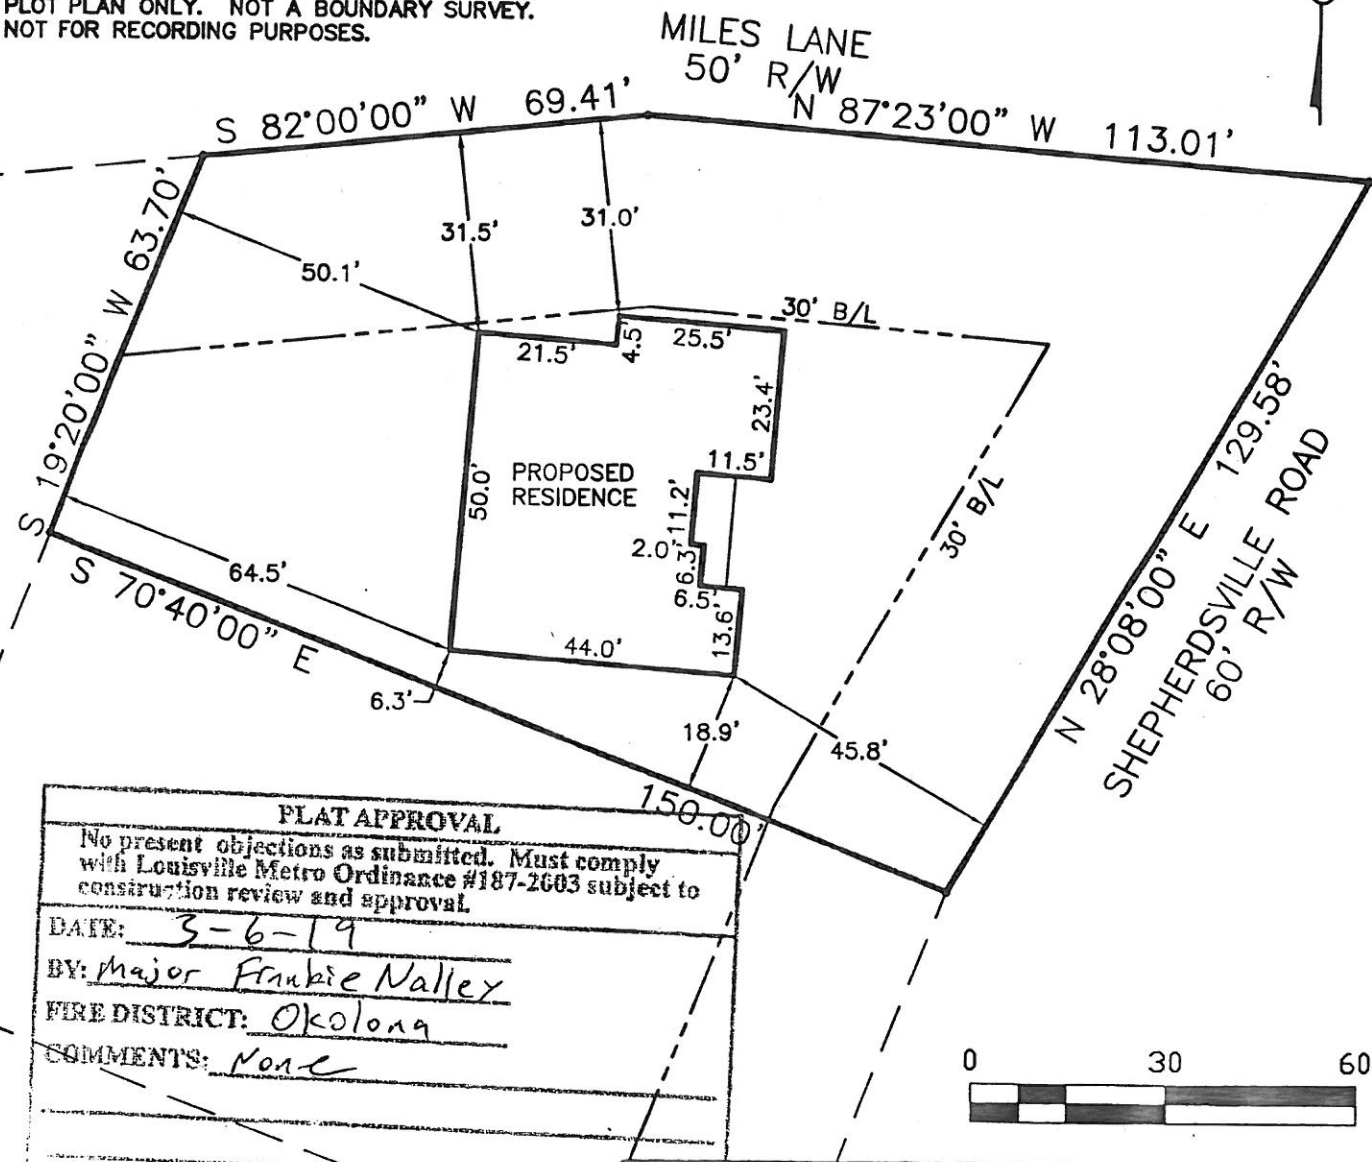 PLOT PLAN ONLY. NOT A BOUNDARY SURVEY.
NOT FOR RECORDING PURPOSES.
MILES LANE
50' R/W
S 82°00'00" W 69.41'
N 87°23'00" W 113.01'
S 19°20'00" W 63.70'
31.5'
31.0'
50.1'
30' B/L
21.5'
4.5'
25.5'
23.4'
11.5'
PROPOSED
RESIDENCE
50.0'
11.2'
2.0'
6.3'
6.5'
13.6'
30' B/L
N 28°08'00" E 129.58'
SHEPHERDSVILLE ROAD
60' R/W
64.5'
44.0'
6.3'
18.9'
45.8'
S 70°40'00" E 150.00'
PLAT APPROVAL
No present objections as submitted. Must comply
with Louisville Metro Ordinance #187-2003 subject to
construction review and approval.
DATE: 3-6-19
BY: Major Frankie Nalley
FIRE DISTRICT: Okolona
COMMENTS: None
0 30 60